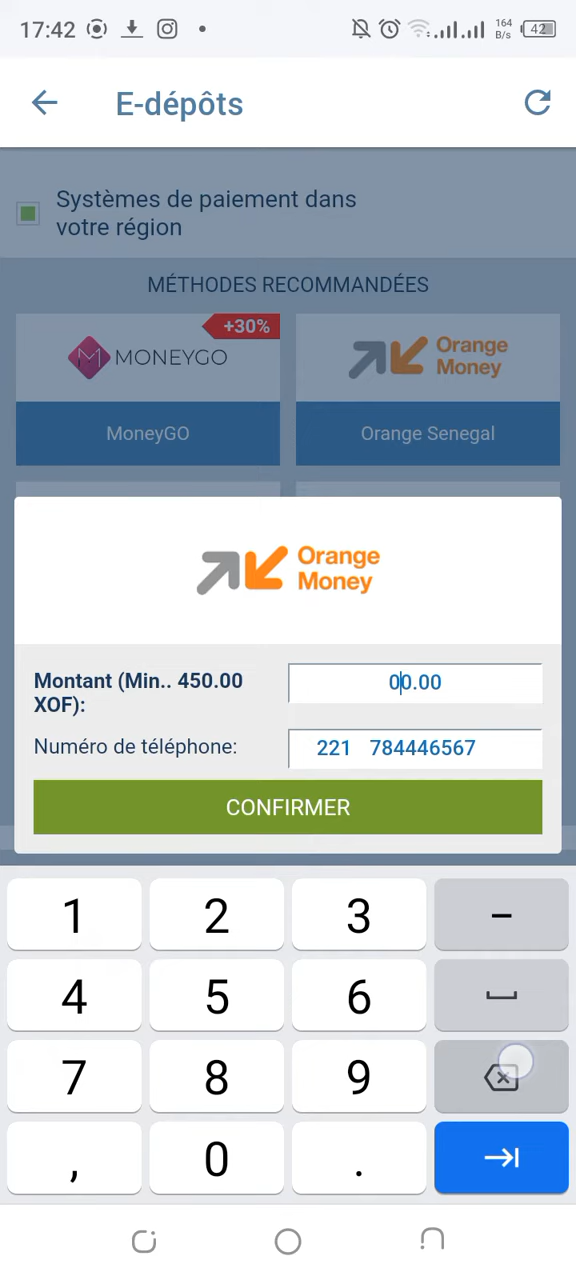 17:42 164 B/s 42
E-dépôts
Systèmes de paiement dans
votre région
MÉTHODES RECOMMANDÉES
+30%
MONEYGO
Orange
Money
MoneyGO
Orange Senegal
Orange
Money
Montant (Min.. 450.00
XOF):
00.00
Numéro de téléphone:
221 784446567
CONFIRMER
1 2 3 -
4 5 6
7 8 9
, 0 .